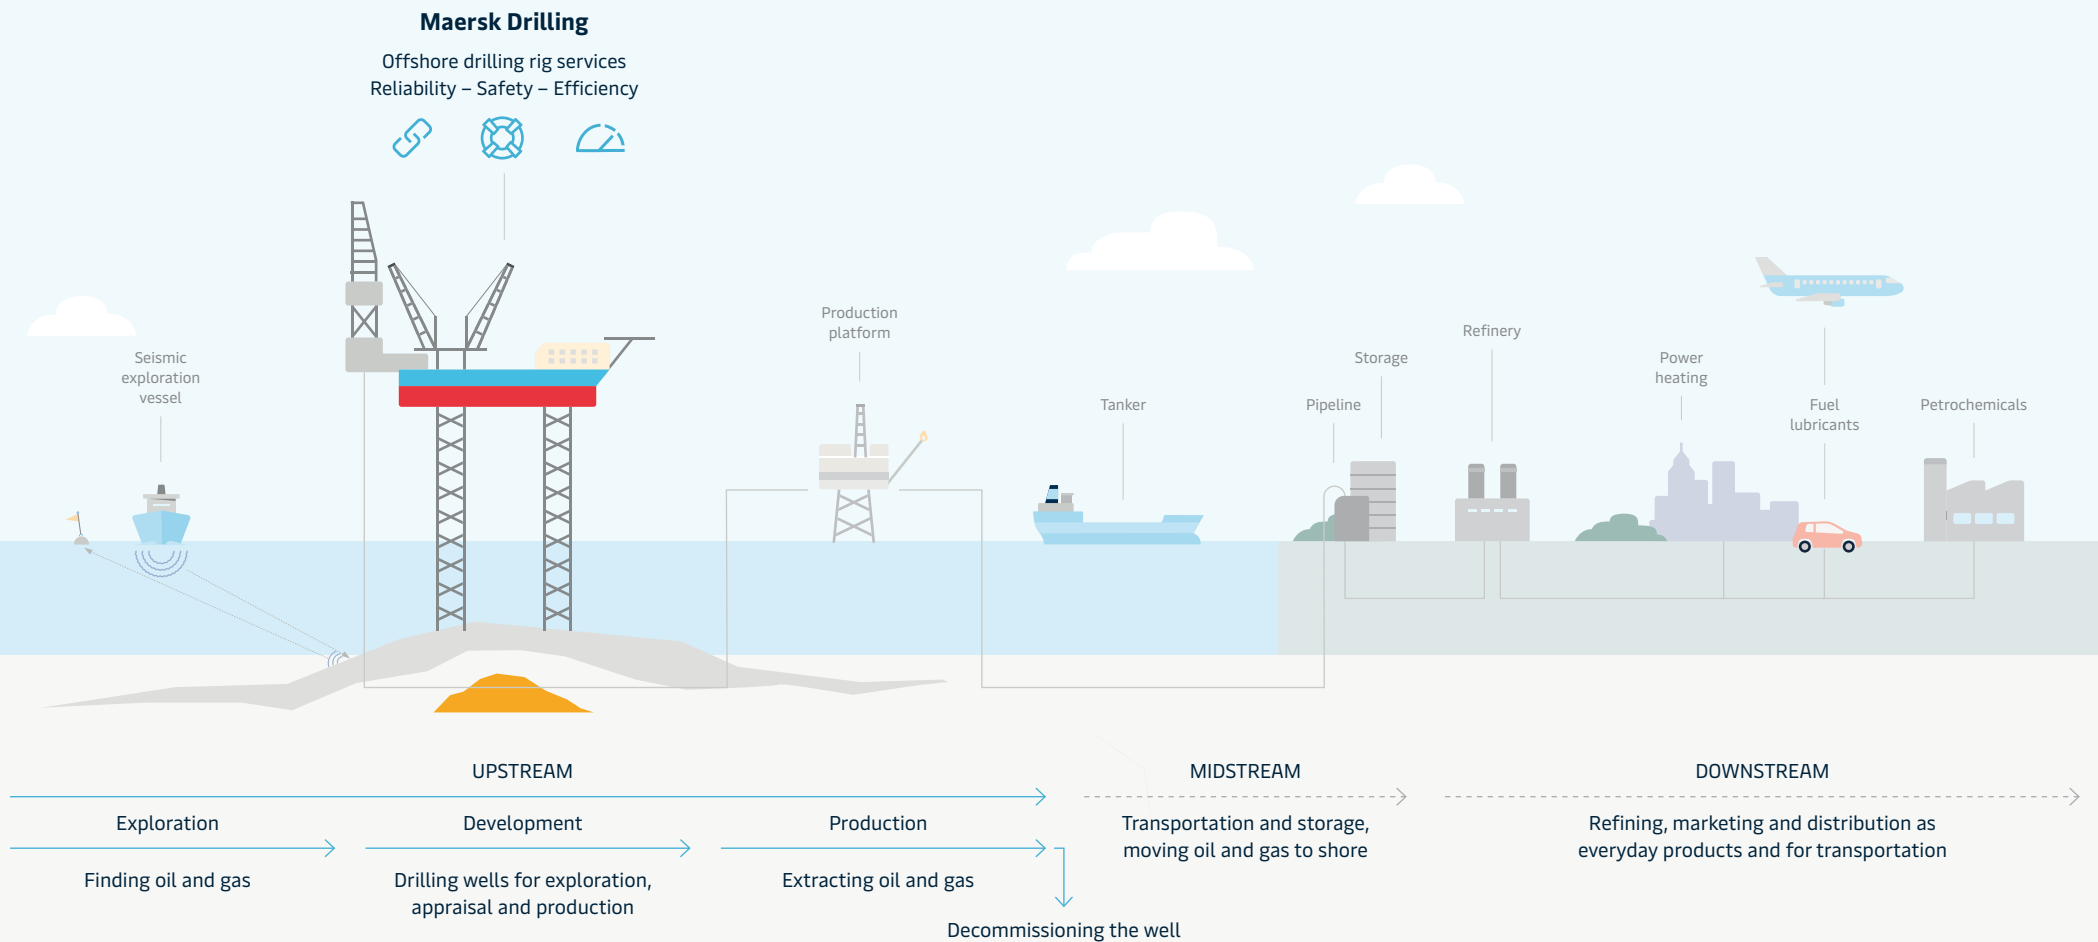 Maersk Drilling
Offshore drilling rig services
Reliability – Safety – Efficiency
Seismic
exploration
vessel
Production
platform
Tanker
Pipeline
Storage
Refinery
Power
heating
Fuel
lubricants
Petrochemicals
UPSTREAM
MIDSTREAM
DOWNSTREAM
Exploration
Finding oil and gas
Development
Drilling wells for exploration,
appraisal and production
Production
Extracting oil and gas
Decommissioning the well
Transportation and storage,
moving oil and gas to shore
Refining, marketing and distribution as
everyday products and for transportation